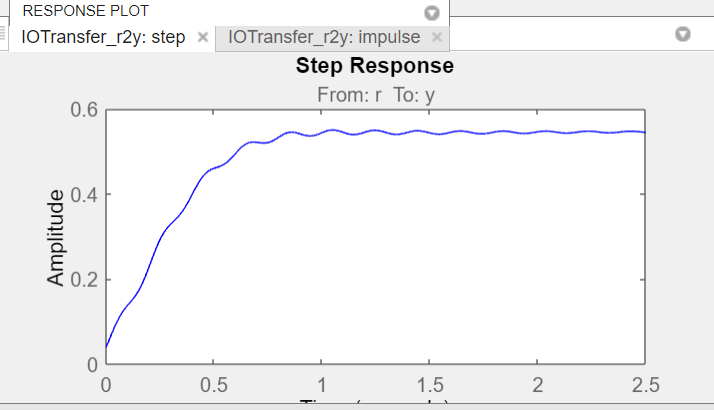 RESPONSE PLOT
IOTransfer_r2y: step
IOTransfer_r2y: impulse
Step Response
From: r To: y
Amplitude
0.6
0.4
0.2
0
0 0.5 1 1.5 2 2.5